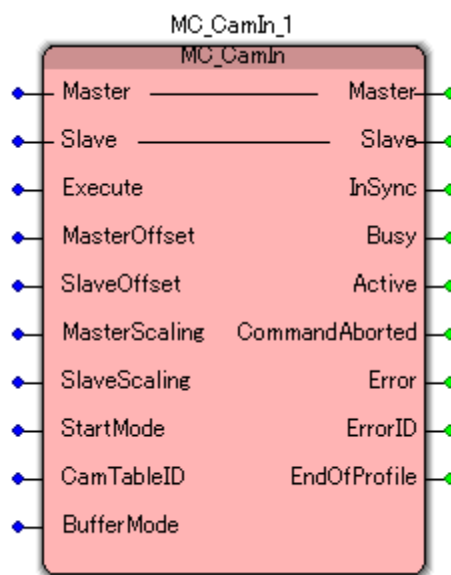 MC_CamIn_1
MC_CamIn
Master Master
Slave Slave
Execute InSync
MasterOffset Busy
SlaveOffset Active
MasterScaling CommandAborted
SlaveScaling Error
StartMode ErrorID
CamTableID EndOfProfile
BufferMode